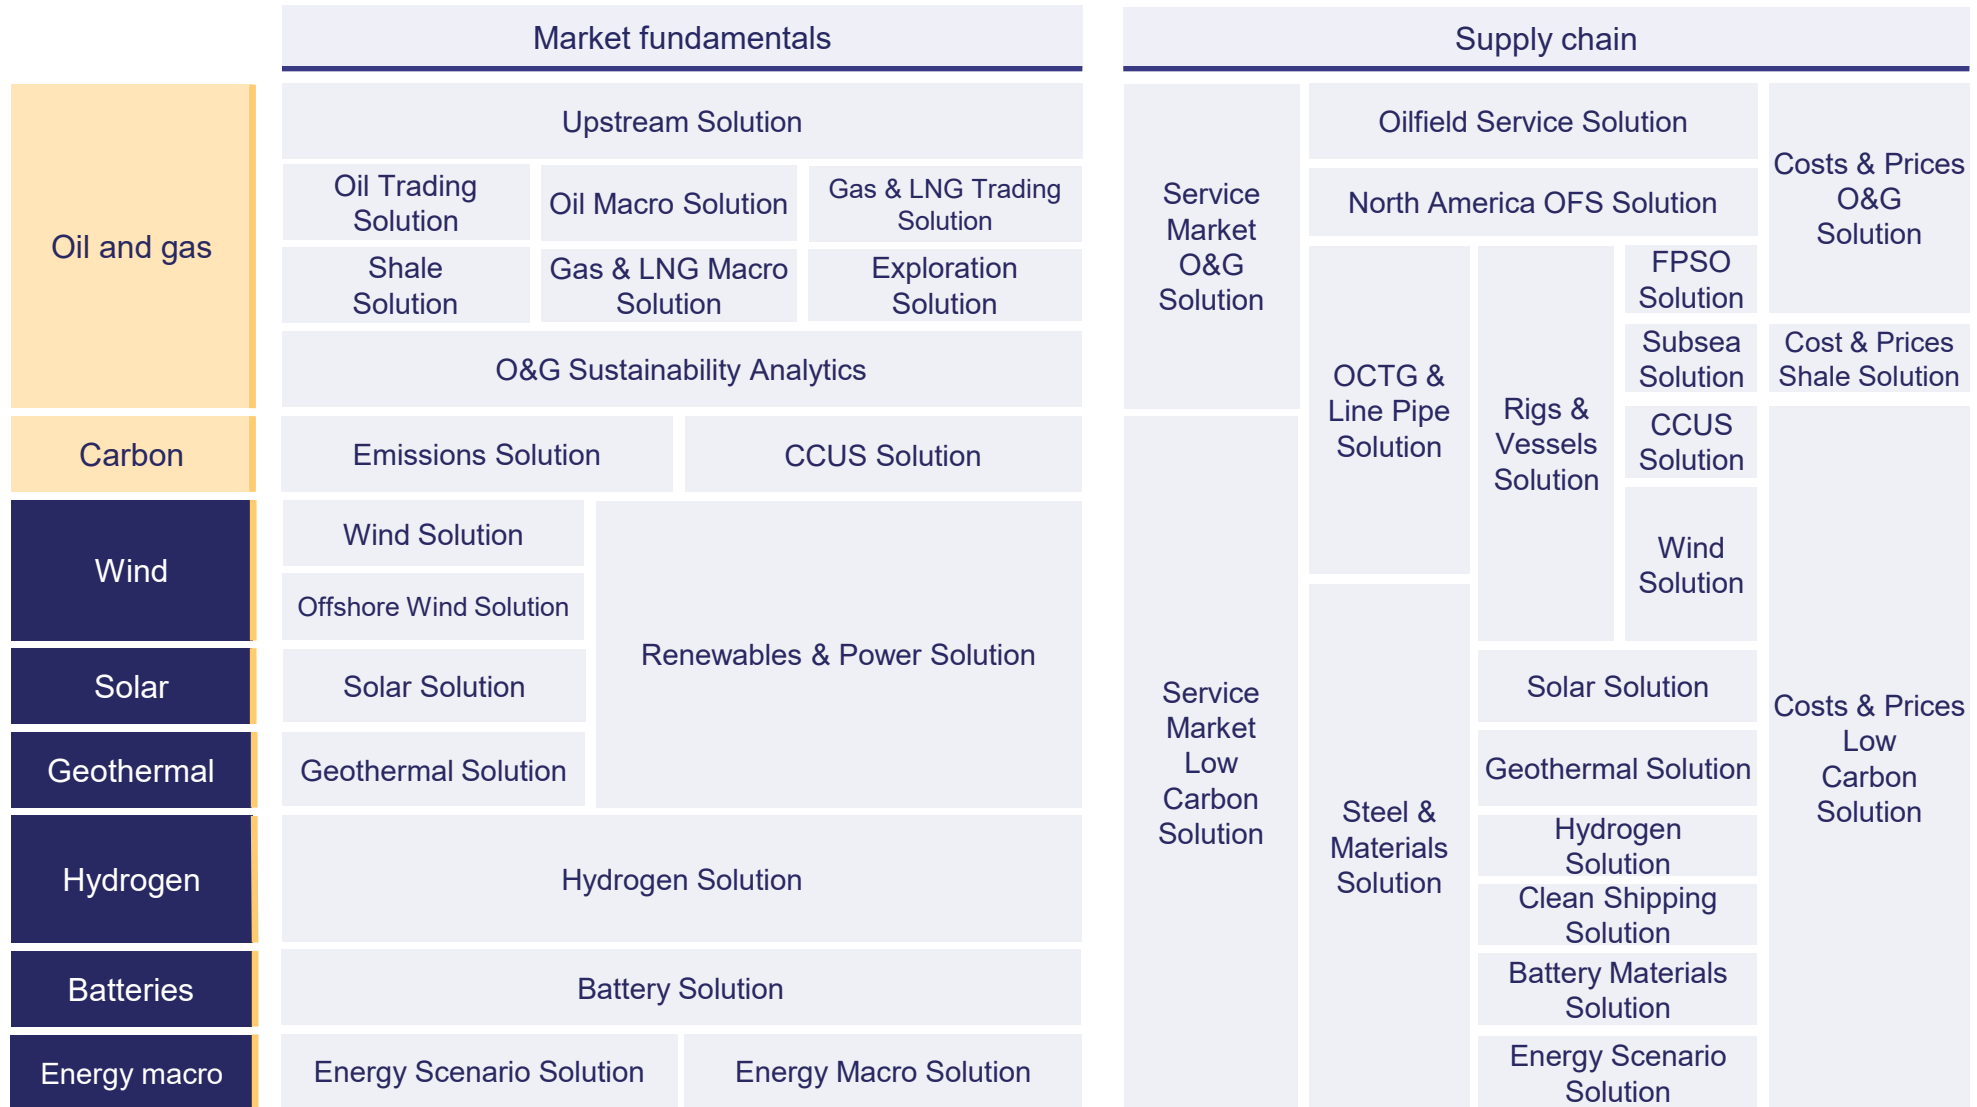 Market fundamentals
Supply chain
Oil and gas
Upstream Solution
Oil Trading
Solution
Oil Macro Solution
Gas & LNG Trading
Solution
Shale
Solution
Gas & LNG Macro
Solution
Exploration
Solution
O&G Sustainability Analytics
Carbon
Emissions Solution
CCUS Solution
Wind
Wind Solution
Offshore Wind Solution
Renewables & Power Solution
Solar
Solar Solution
Geothermal
Geothermal Solution
Hydrogen
Hydrogen Solution
Batteries
Battery Solution
Energy macro
Energy Scenario Solution
Energy Macro Solution
Service
Market
O&G
Solution
Oilfield Service Solution
North America OFS Solution
Costs & Prices
O&G
Solution
OCTG &
Line Pipe
Solution
Rigs &
Vessels
Solution
FPSO
Solution
Subsea
Solution
Cost & Prices
Shale Solution
CCUS
Solution
Wind
Solution
Service
Market
Low
Carbon
Solution
Steel &
Materials
Solution
Solar Solution
Geothermal Solution
Hydrogen
Solution
Clean Shipping
Solution
Battery Materials
Solution
Energy Scenario
Solution
Costs & Prices
Low
Carbon
Solution